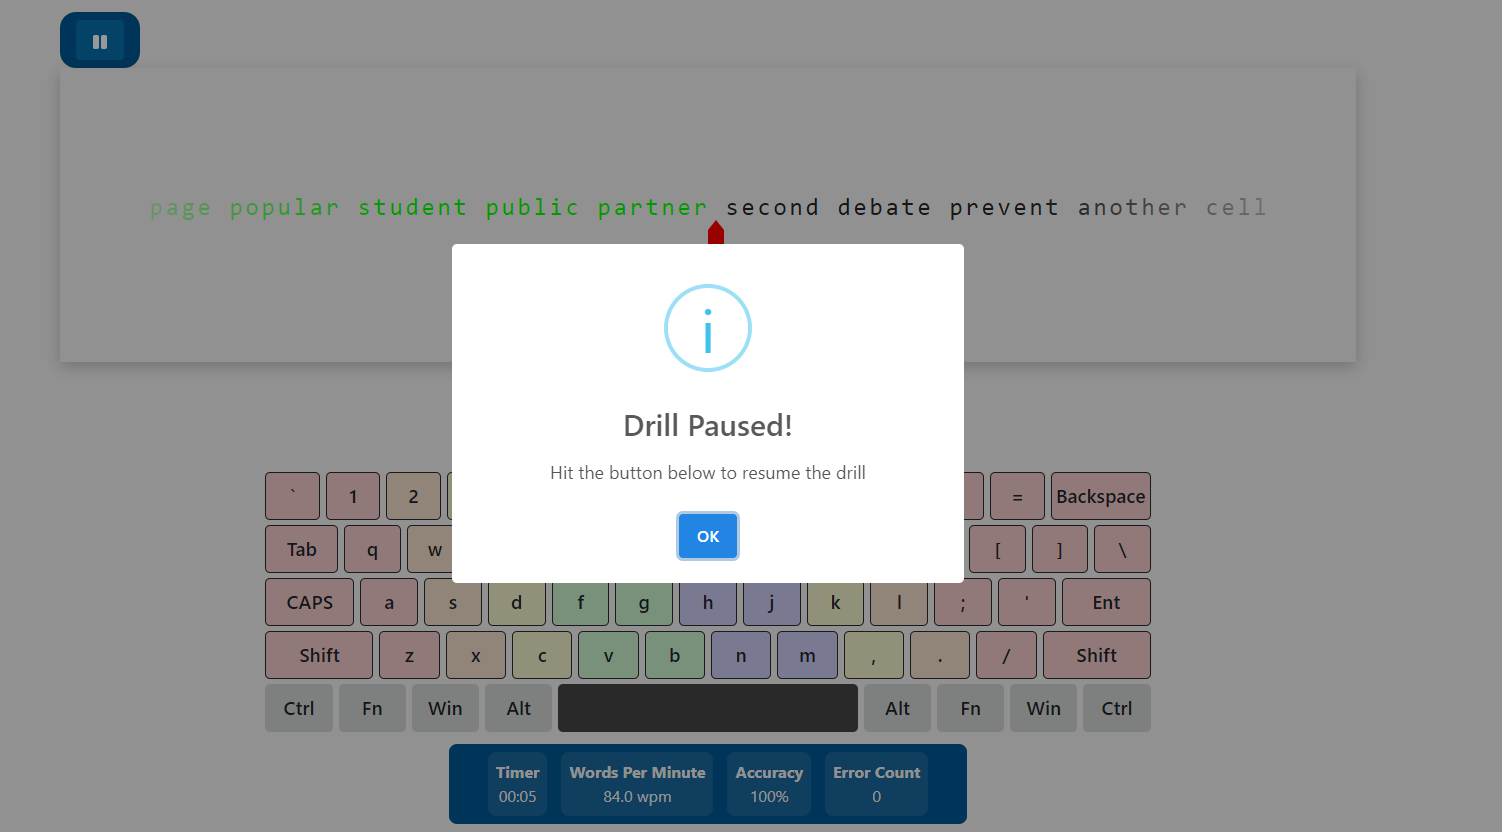 page popular student public partner second debate prevent another cell
i
Drill Paused!
Hit the button below to resume the drill
OK
` 1 2 = Backspace
Tab q w [ ] \
CAPS a s d f g h j k l ; ' Ent
Shift z x c v b n m , . / Shift
Ctrl Fn Win Alt Alt Fn Win Ctrl
Timer Words Per Minute Accuracy Error Count
00:05 84.0 wpm 100% 0